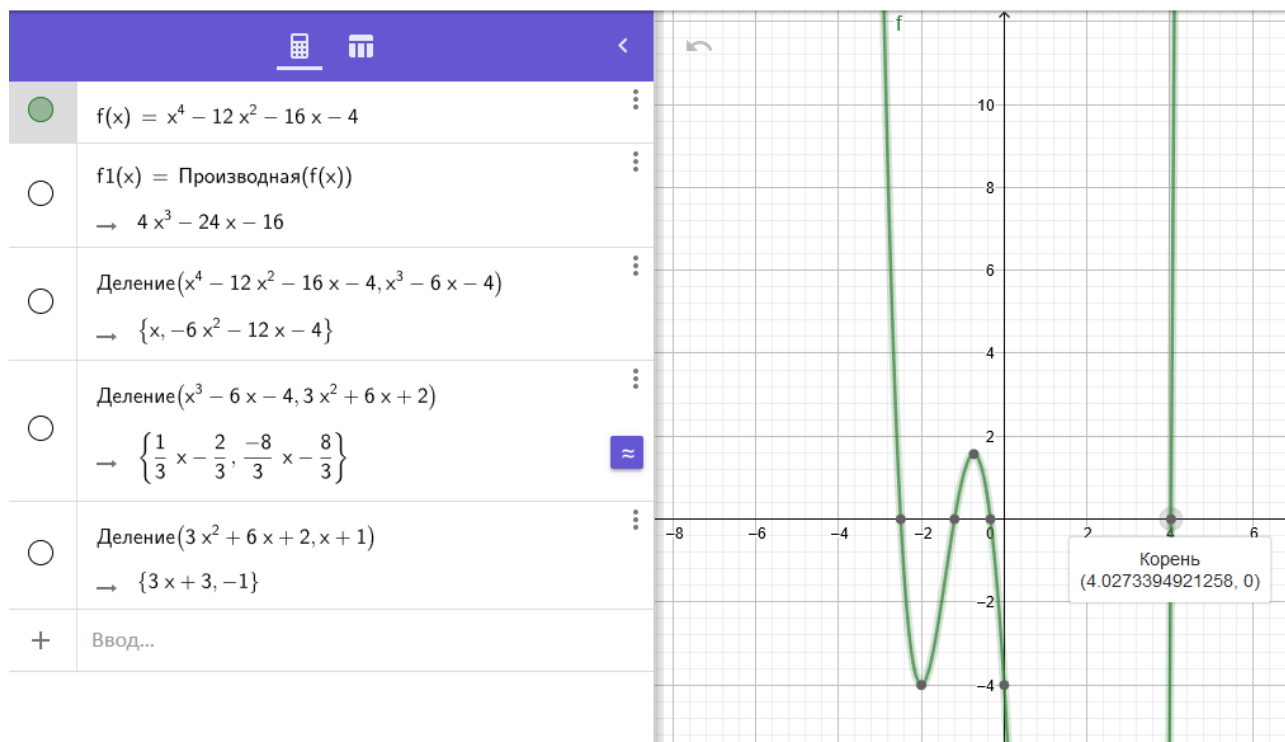 f(x) = x⁴ − 12 x² − 16 x − 4
f1(x) = Производная(f(x))
→ 4 x³ − 24 x − 16
Деление(x⁴ − 12 x² − 16 x − 4, x³ − 6 x − 4)
→ {x, −6 x² − 12 x − 4}
Деление(x³ − 6 x − 4, 3 x² + 6 x + 2)
→ {1/3 x − 2/3, −8/3 x − 8/3}
≈
Деление(3 x² + 6 x + 2, x + 1)
→ {3 x + 3, −1}
+ Ввод...
f
10
8
6
4
2
−8 −6 −4 −2 0 2 4 6
Корень
(4.0273394921258, 0)
−2
−4